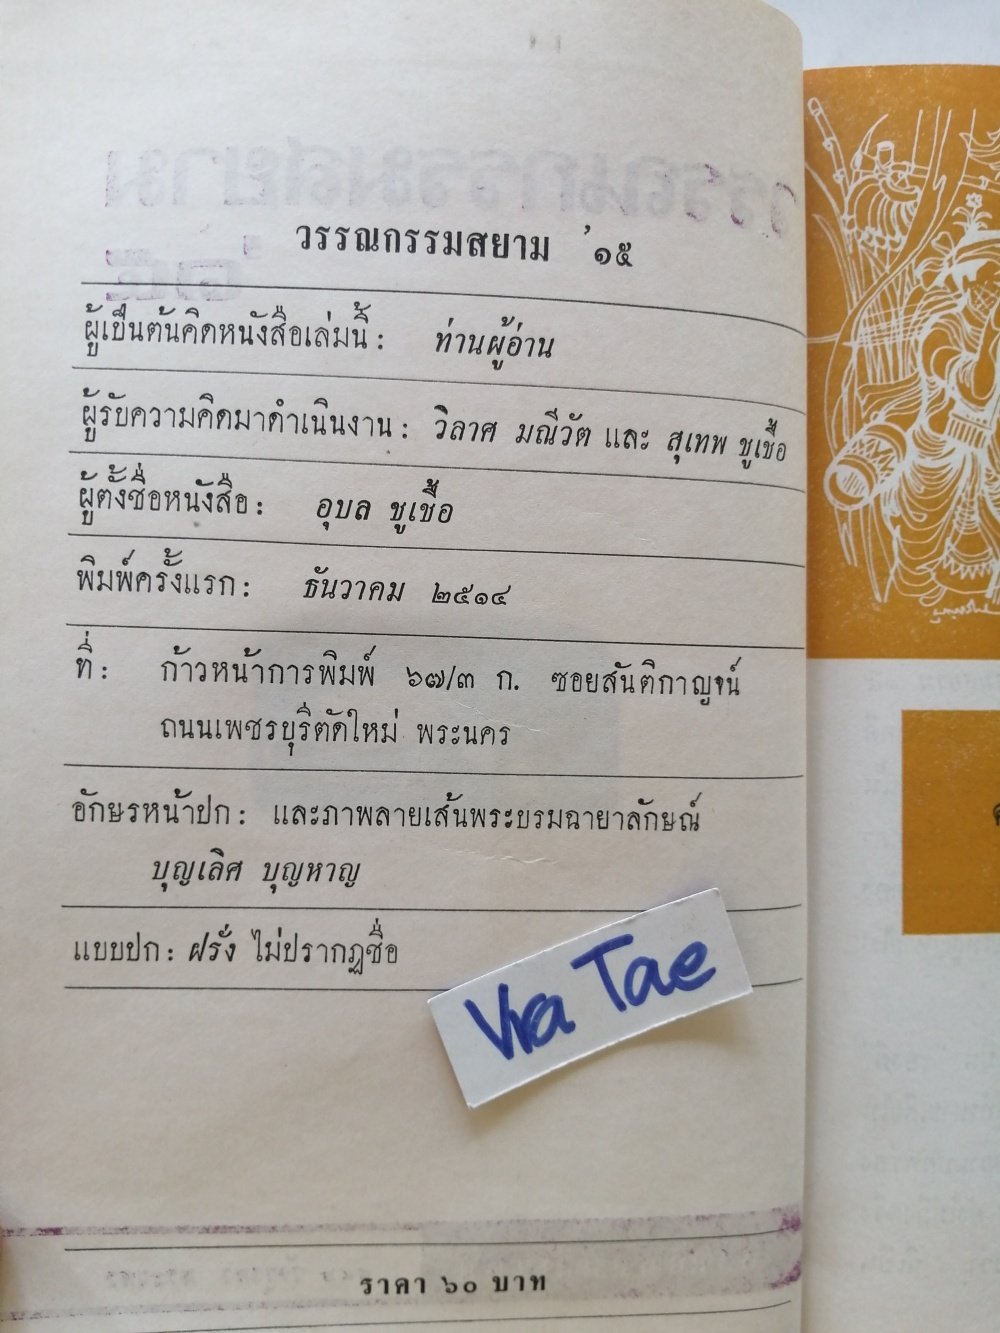 วรรณกรรมสยาม '๑๕
ผู้เป็นต้นคิดหนังสือเล่มนี้ : ท่านผู้อ่าน
ผู้รับความคิดมาดำเนินงาน : วิลาศ มณีวัต และ สุเทพ ชูเชื้อ
ผู้ตั้งชื่อหนังสือ : อุบล ชูเชื้อ
พิมพ์ครั้งแรก : ธันวาคม ๒๕๑๔
ที่ : ก้าวหน้าการพิมพ์ ๖๗/๓ ก. ซอยสันติกาญจน์
ถนนเพชรบุรีตัดใหม่ พระนคร
อักษรหน้าปก : และภาพลายเส้นพระบรมฉายาลักษณ์
บุญเลิศ บุญหาญ
แบบปก : ฝรั่ง ไม่ปรากฏชื่อ
Vra Tae
ราคา ๖๐ บาท